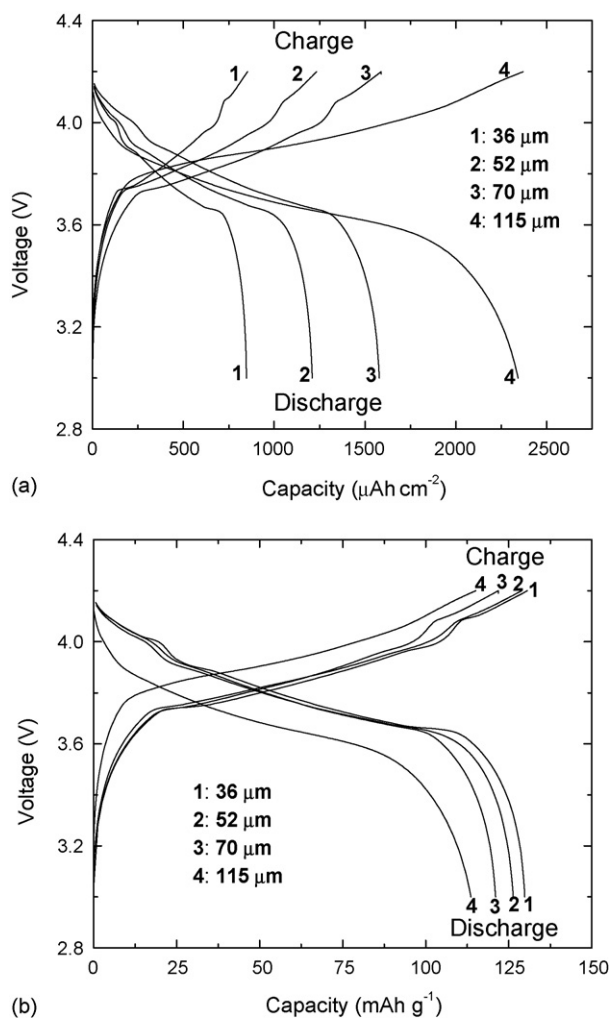 4.4
Charge
1
2
3
4
4.0
1: 36 μm
2: 52 μm
3: 70 μm
4: 115 μm
3.6
Voltage (V)
3.2
1
2
3
4
Discharge
2.8
0
500
1000
1500
2000
2500
(a)
Capacity (μAh cm-2)
4.4
Charge
4
3
2
1
4.0
Voltage (V)
3.6
1: 36 μm
2: 52 μm
3: 70 μm
4: 115 μm
3.2
4
3
2
1
Discharge
2.8
0
25
50
75
100
125
150
(b)
Capacity (mAh g-1)